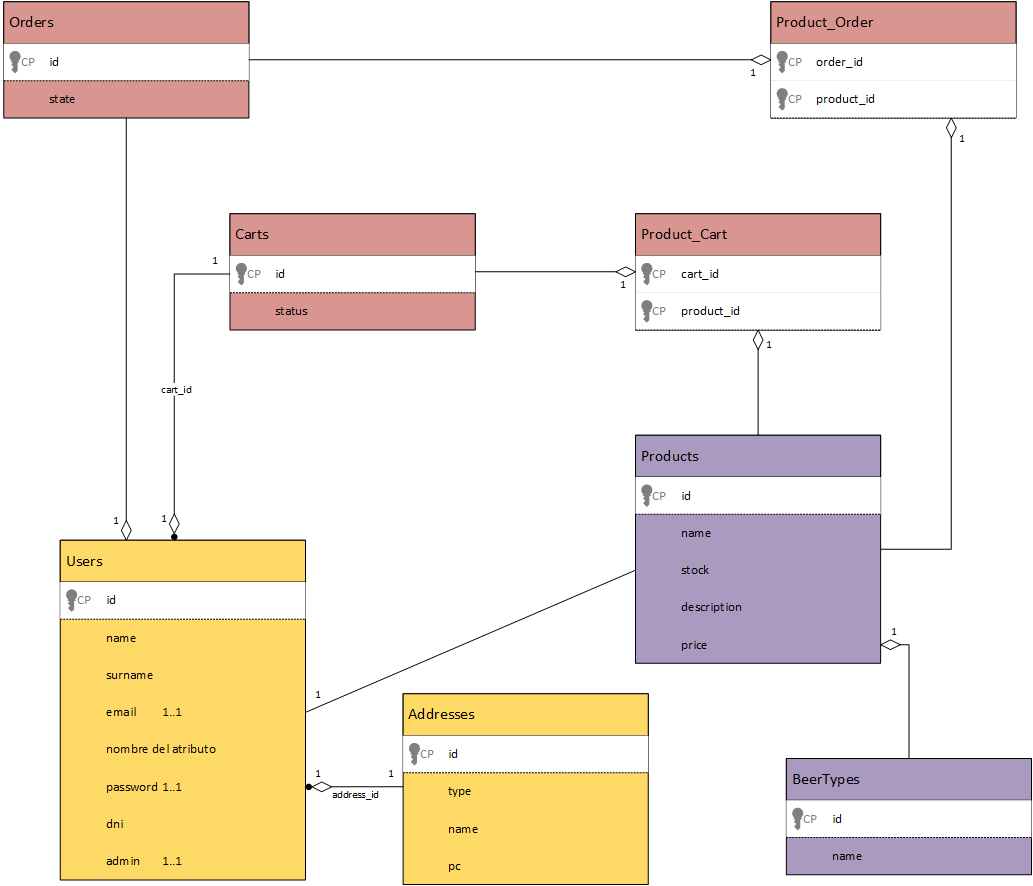 Orders
CP id
state
Product_Order
CP order_id
CP product_id
1
1
Carts
CP id
status
1
Product_Cart
CP cart_id
CP product_id
1
1
cart_id
1
1
Products
CP id
name
stock
description
price
1
Users
CP id
name
surname
email 1..1
nombre del atributo
password 1..1
dni
admin 1..1
1
1
address_id
1
Addresses
CP id
type
name
pc
BeerTypes
CP id
name